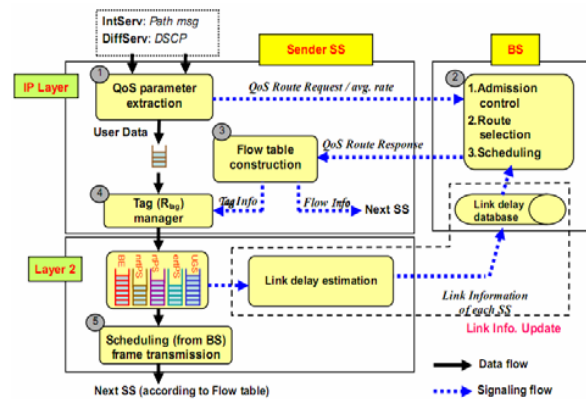 IntServ: Path msg
DiffServ: DSCP
Sender SS
BS
IP Layer
1
QoS parameter
extraction
QoS Route Request / avg. rate
2
1.Admission
control
2.Route
selection
3.Scheduling
User Data
3
Flow table
construction
QoS Route Response
4
Tag (Rtag)
manager
Tag Info
Flow Info
Next SS
Link delay
database
Layer 2
BE
nrtPS
rtPS
ertPS
UGS
Link delay estimation
Link Information
of each SS
Link Info. Update
5
Scheduling (from BS)
frame transmission
Data flow
Signaling flow
Next SS (according to Flow table)